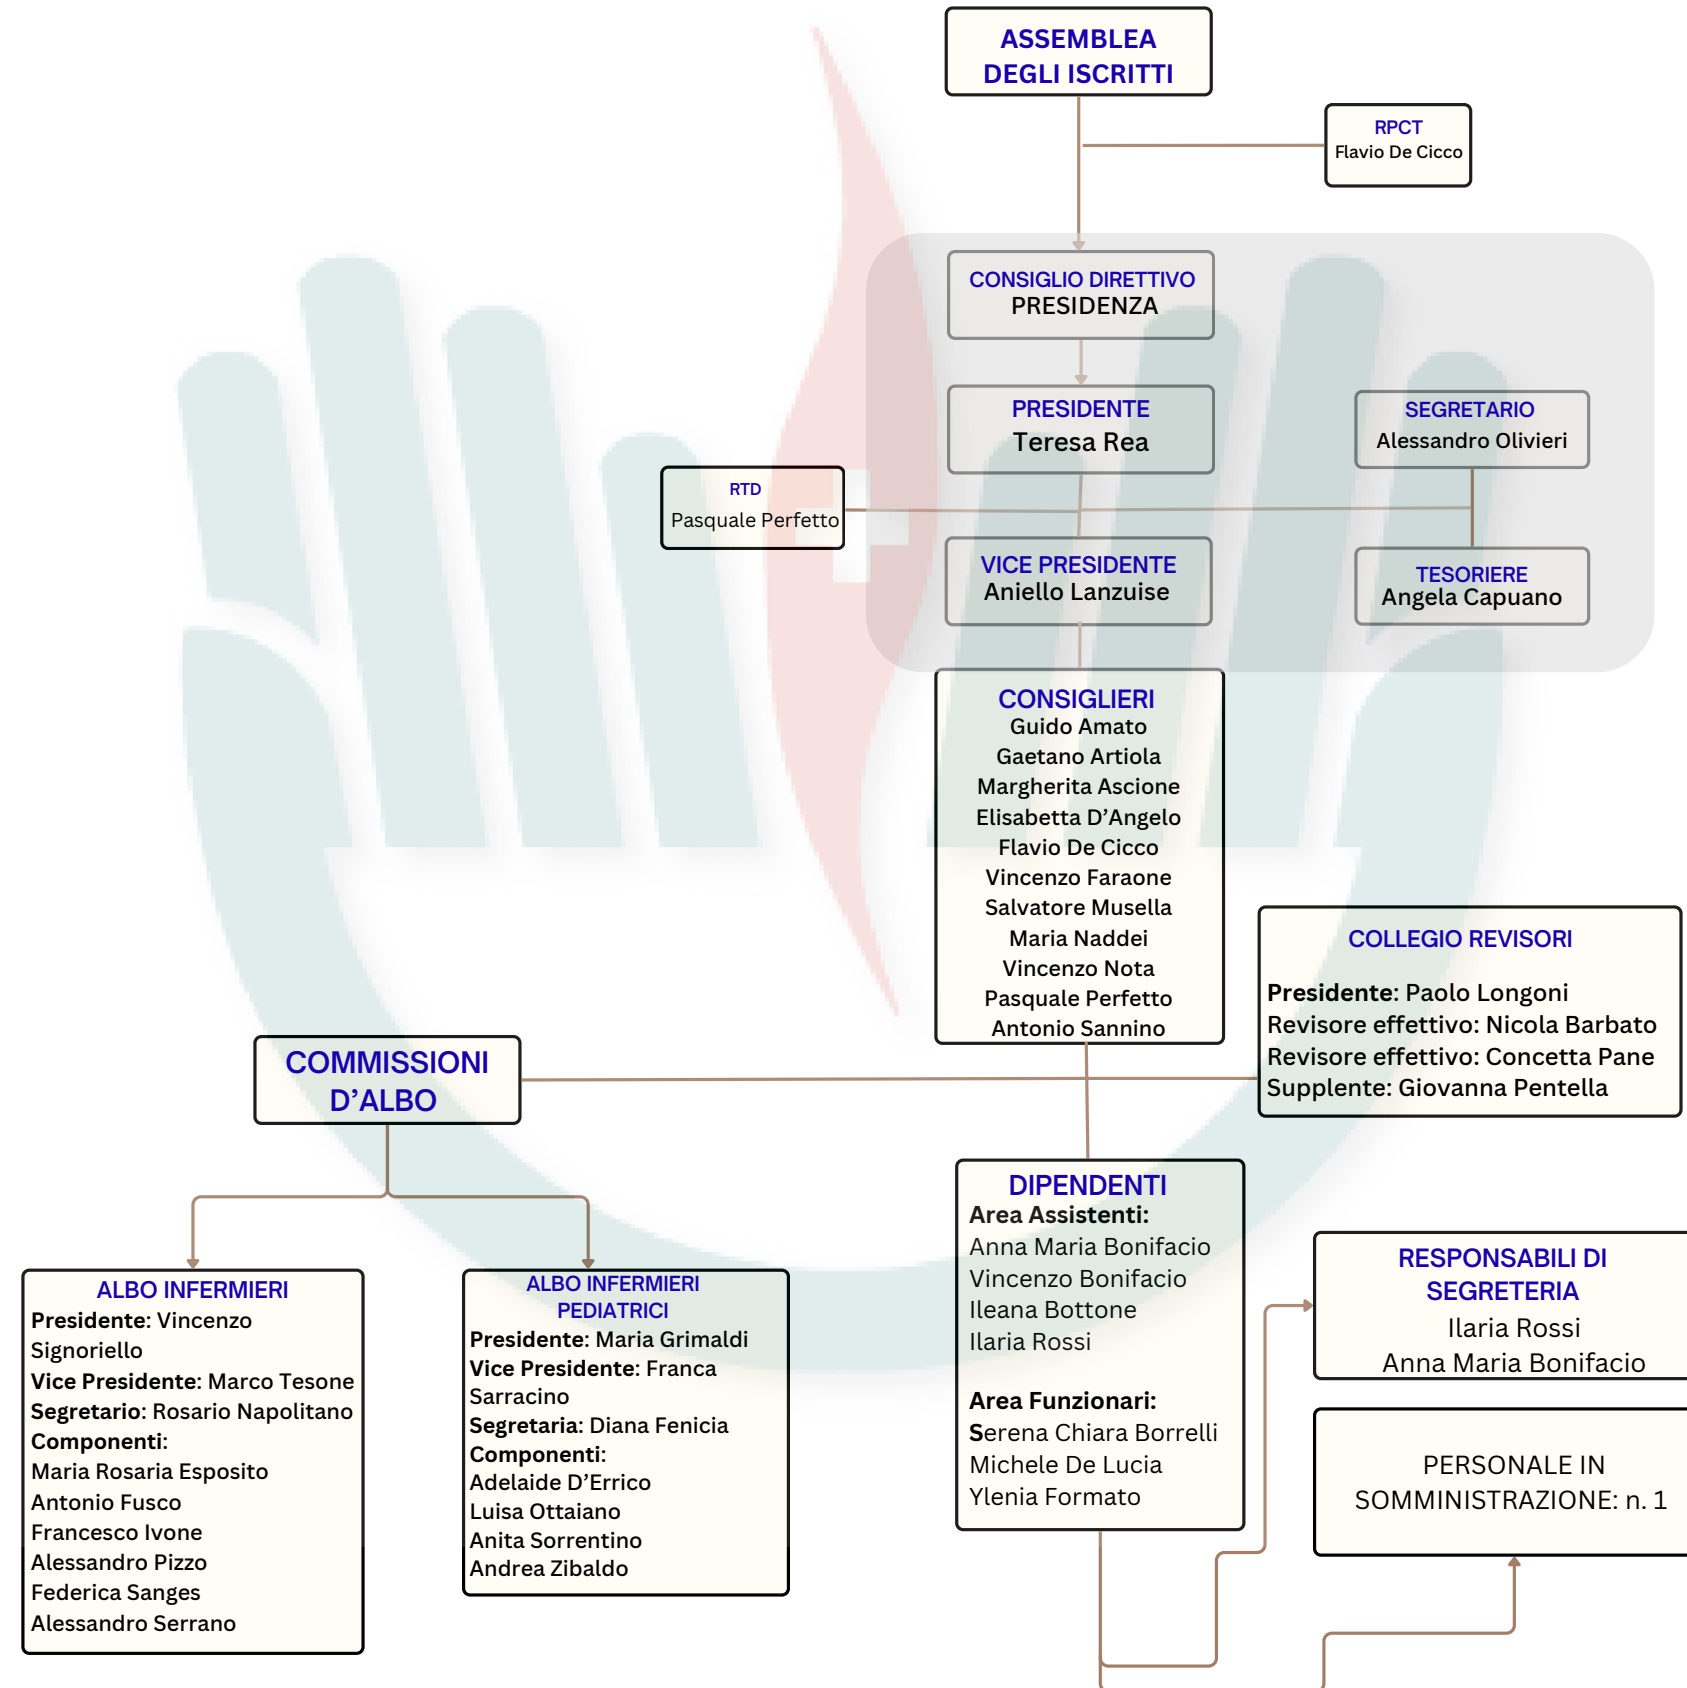 ASSEMBLEA
DEGLI ISCRITTI
RPCT
Flavio De Cicco
CONSIGLIO DIRETTIVO
PRESIDENZA
PRESIDENTE
Teresa Rea
SEGRETARIO
Alessandro Olivieri
RTD
Pasquale Perfetto
VICE PRESIDENTE
Aniello Lanzuise
TESORIERE
Angela Capuano
CONSIGLIERI
Guido Amato
Gaetano Artiola
Margherita Ascione
Elisabetta D’Angelo
Flavio De Cicco
Vincenzo Faraone
Salvatore Musella
Maria Naddei
Vincenzo Nota
Pasquale Perfetto
Antonio Sannino
COLLEGIO REVISORI
Presidente: Paolo Longoni
Revisore effettivo: Nicola Barbato
Revisore effettivo: Concetta Pane
Supplente: Giovanna Pentella
COMMISSIONI
D’ALBO
ALBO INFERMIERI
Presidente: Vincenzo
Signoriello
Vice Presidente: Marco Tesone
Segretario: Rosario Napolitano
Componenti:
Maria Rosaria Esposito
Antonio Fusco
Francesco Ivone
Alessandro Pizzo
Federica Sanges
Alessandro Serrano
ALBO INFERMIERI
PEDIATRICI
Presidente: Maria Grimaldi
Vice Presidente: Franca
Sarracino
Segretaria: Diana Fenicia
Componenti:
Adelaide D’Errico
Luisa Ottaiano
Anita Sorrentino
Andrea Zibaldo
DIPENDENTI
Area Assistenti:
Anna Maria Bonifacio
Vincenzo Bonifacio
Ileana Bottone
Ilaria Rossi
Area Funzionari:
Serena Chiara Borrelli
Michele De Lucia
Ylenia Formato
RESPONSABILI DI
SEGRETERIA
Ilaria Rossi
Anna Maria Bonifacio
PERSONALE IN
SOMMINISTRAZIONE: n. 1